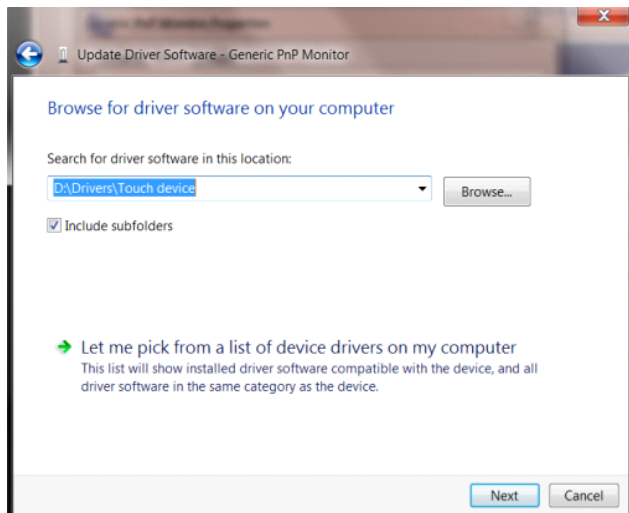 Update Driver Software - Generic PnP Monitor
Browse for driver software on your computer
Search for driver software in this location:
D:\Drivers\Touch device
Browse...
Include subfolders
Let me pick from a list of device drivers on my computer
This list will show installed driver software compatible with the device, and all
driver software in the same category as the device.
Next
Cancel